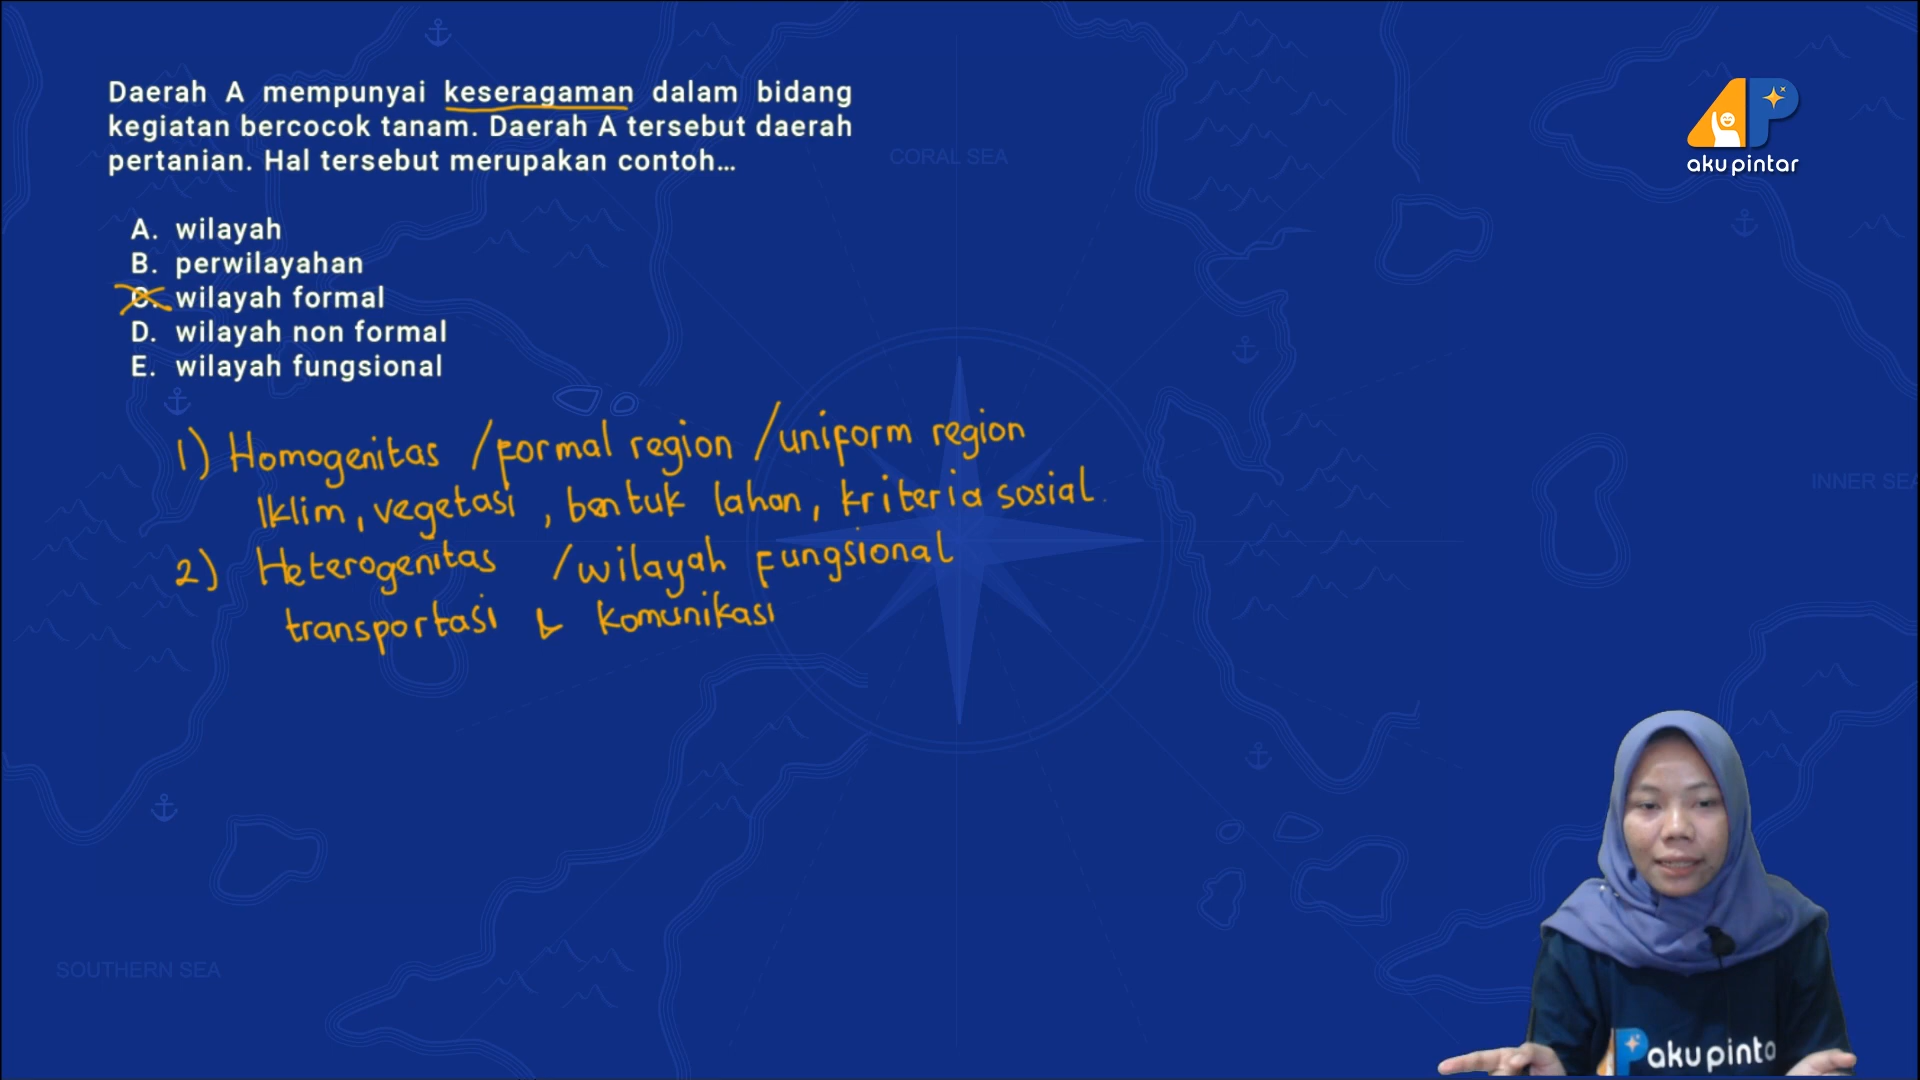 Daerah A mempunyai keseragaman dalam bidang
kegiatan bercocok tanam. Daerah A tersebut daerah
pertanian. Hal tersebut merupakan contoh...
A. wilayah
B. perwilayahan
C. wilayah formal
D. wilayah non formal
E. wilayah fungsional
1) Homogenitas / formal region / uniform region
Iklim, vegetasi, bentuk lahan, kriteria sosial.
2) Heterogenitas / wilayah fungsional
transportasi & komunikasi
CORAL SEA
aku pintar
INNER SEA
SOUTHERN SEA
aku pinta